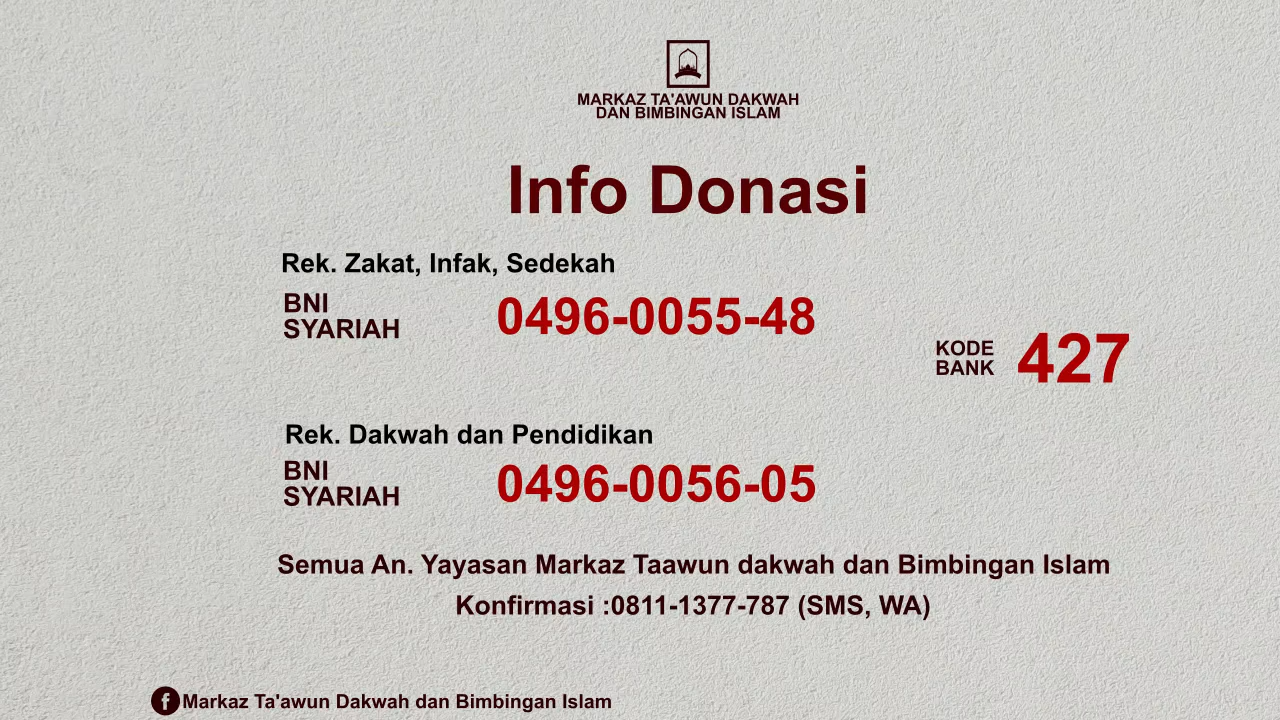 MARKAZ TA'AWUN DAKWAH
DAN BIMBINGAN ISLAM
Info Donasi
Rek. Zakat, Infak, Sedekah
BNI
SYARIAH
0496-0055-48
KODE
BANK
427
Rek. Dakwah dan Pendidikan
BNI
SYARIAH
0496-0056-05
Semua An. Yayasan Markaz Taawun dakwah dan Bimbingan Islam
Konfirmasi :0811-1377-787 (SMS, WA)
f Markaz Ta'awun Dakwah dan Bimbingan Islam